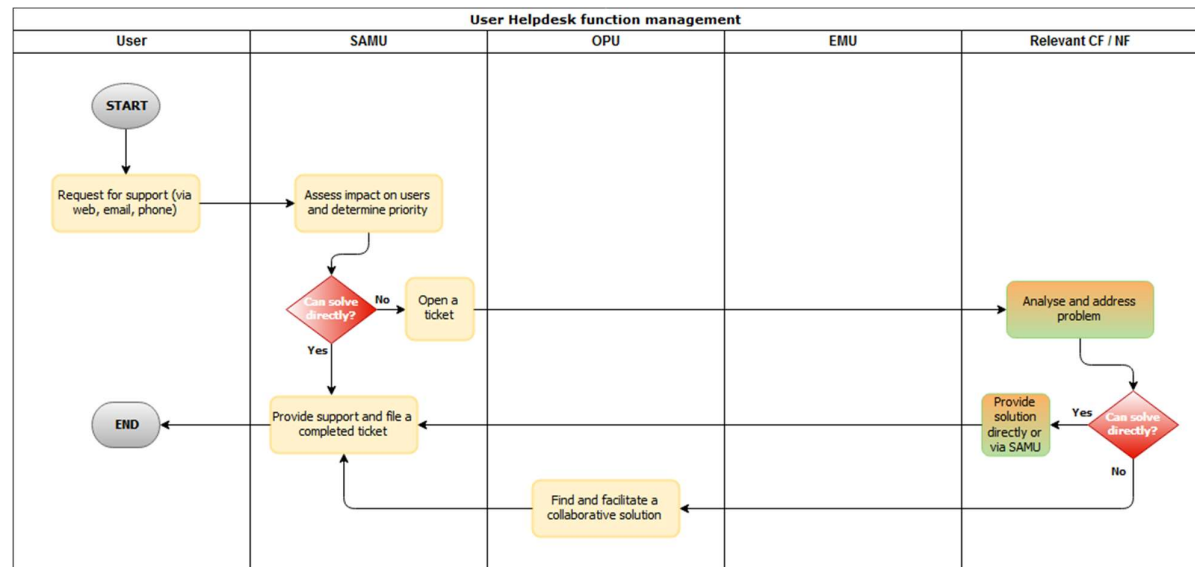 User Helpdesk function management
User
SAMU
OPU
EMU
Relevant CF / NF
START
Request for support (via
web, email, phone)
Assess impact on users
and determine priority
Can solve
directly?
No
Open a
ticket
Yes
Analyse and address
problem
Can solve
directly?
Yes
Provide
solution
directly or
via SAMU
No
Provide support and file a
completed ticket
END
Find and facilitate a
collaborative solution